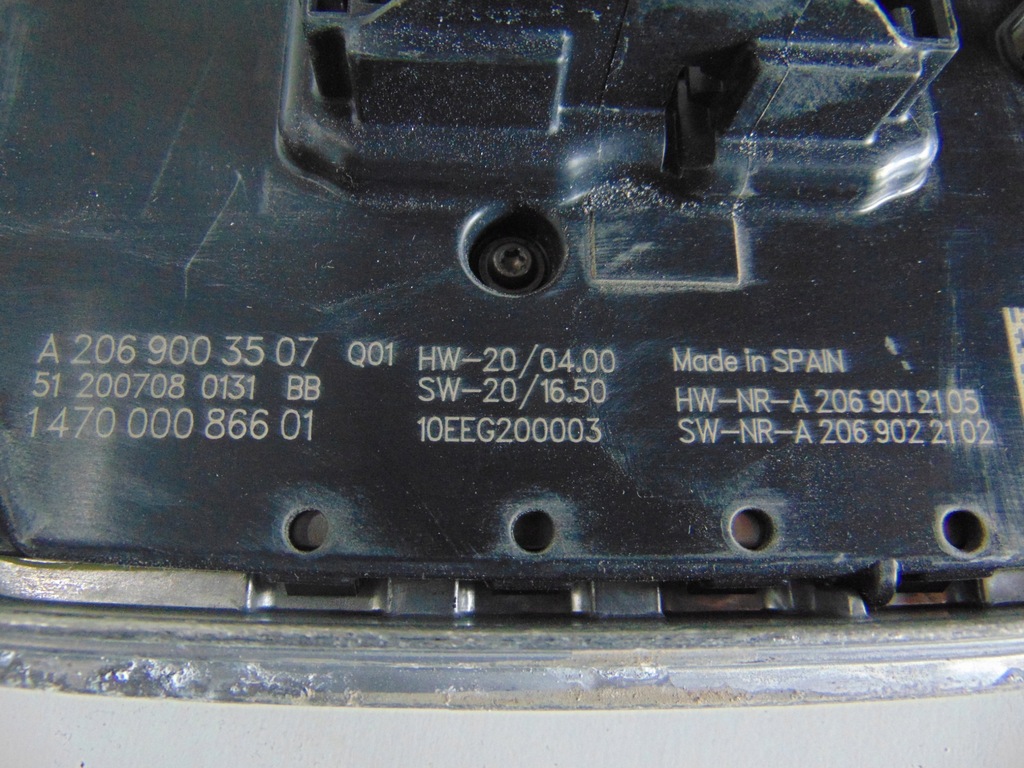 A 206 900 35 07 Q01
51 200708 0131 BB
1470 000 866 01
HW-20/04.00
SW-20/16.50
10EEG200003
Made in SPAIN
HW-NR-A 206 901 21 05
SW-NR-A 206 902 21 02